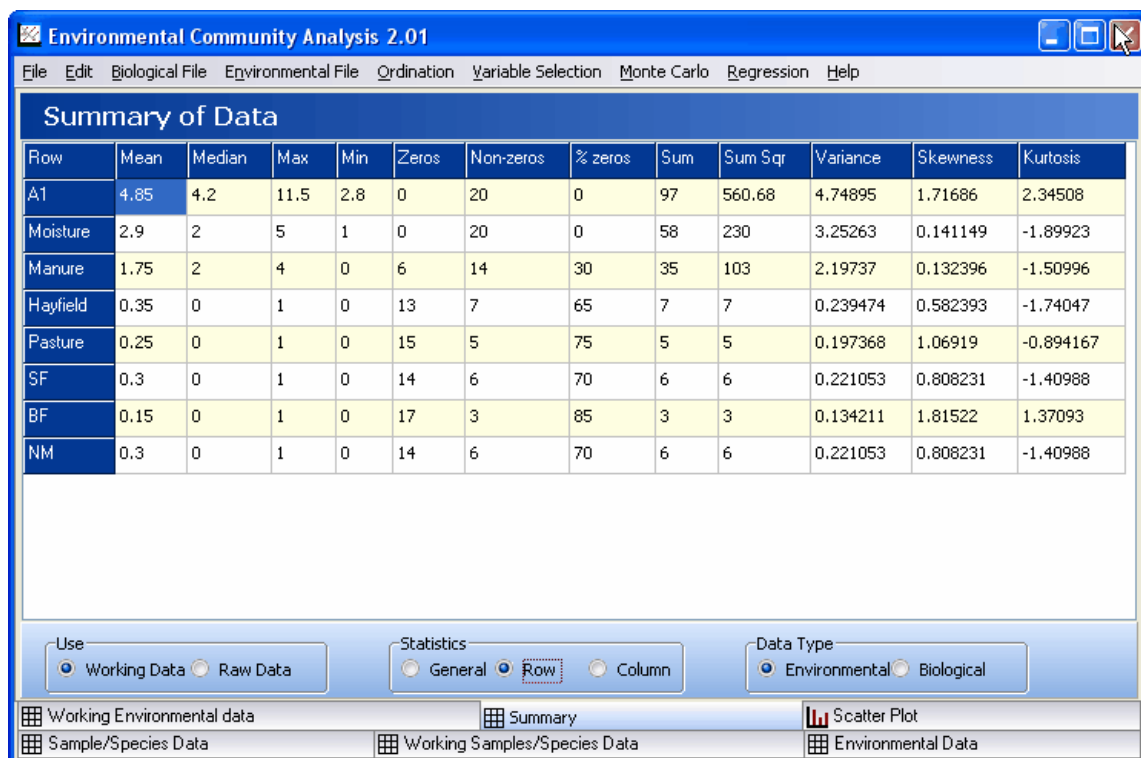 Environmental Community Analysis 2.01
File Edit Biological File Environmental File Ordination Variable Selection Monte Carlo Regression Help
Summary of Data
Row Mean Median Max Min Zeros Non-zeros % zeros Sum Sum Sqr Variance Skewness Kurtosis
A1 4.85 4.2 11.5 2.8 0 20 0 97 560.68 4.74895 1.71686 2.34508
Moisture 2.9 2 5 1 0 20 0 58 230 3.25263 0.141149 -1.89923
Manure 1.75 2 4 0 6 14 30 35 103 2.19737 0.132396 -1.50996
Hayfield 0.35 0 1 0 13 7 65 7 7 0.239474 0.582393 -1.74047
Pasture 0.25 0 1 0 15 5 75 5 5 0.197368 1.06919 -0.894167
SF 0.3 0 1 0 14 6 70 6 6 0.221053 0.808231 -1.40988
BF 0.15 0 1 0 17 3 85 3 3 0.134211 1.81522 1.37093
NM 0.3 0 1 0 14 6 70 6 6 0.221053 0.808231 -1.40988
Use Statistics Data Type
Working Data Raw Data General Row Column Environmental Biological
Working Environmental data Summary Scatter Plot
Sample/Species Data Working Samples/Species Data Environmental Data